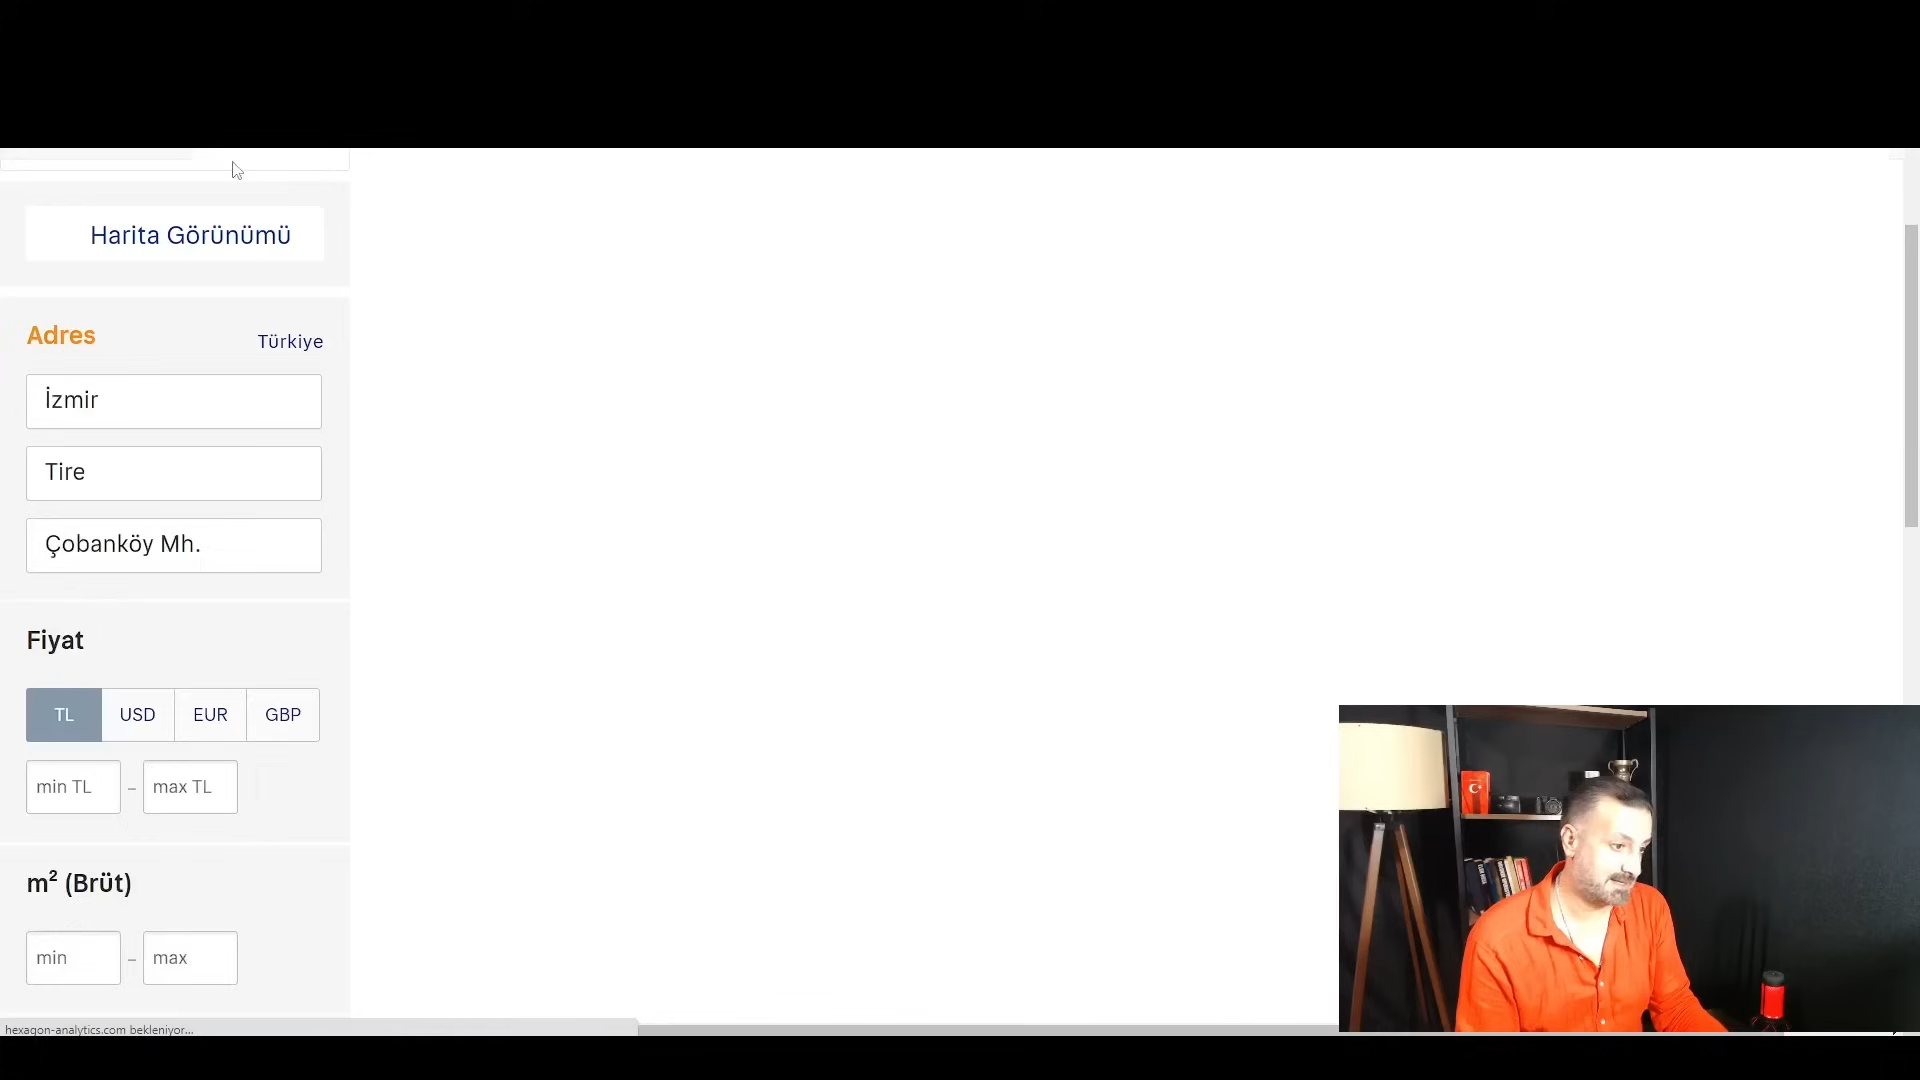 Harita Görünümü
Adres
Türkiye
İzmir
Tire
Çobanköy Mh.
Fiyat
TL USD EUR GBP
min TL – max TL
m² (Brüt)
min – max
hexagon-analytics.com bekleniyor...